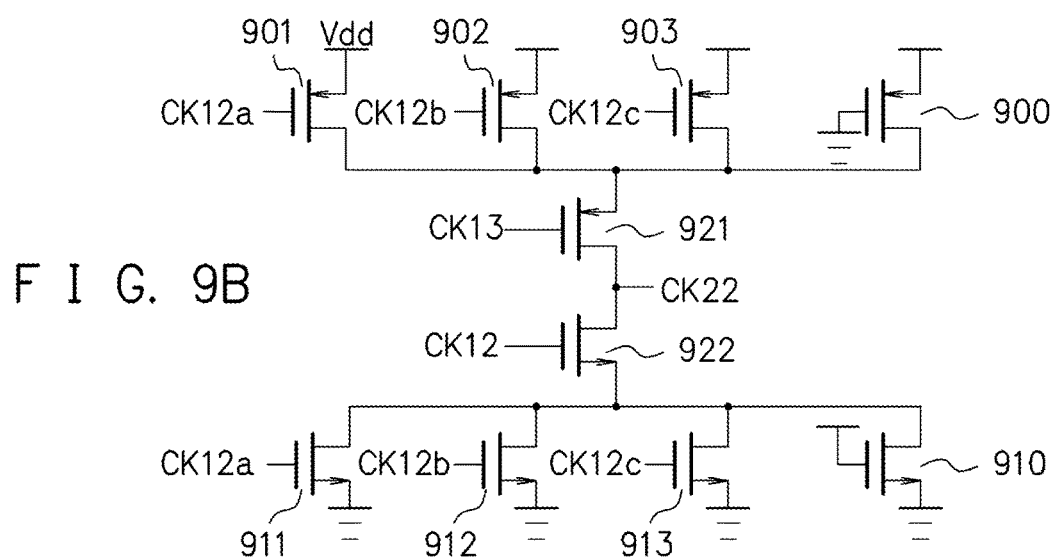 901 Vdd 902 903
CK12a CK12b CK12c 900
CK13 921
FIG. 9B CK22
CK12 922
CK12a CK12b CK12c 910
911 912 913